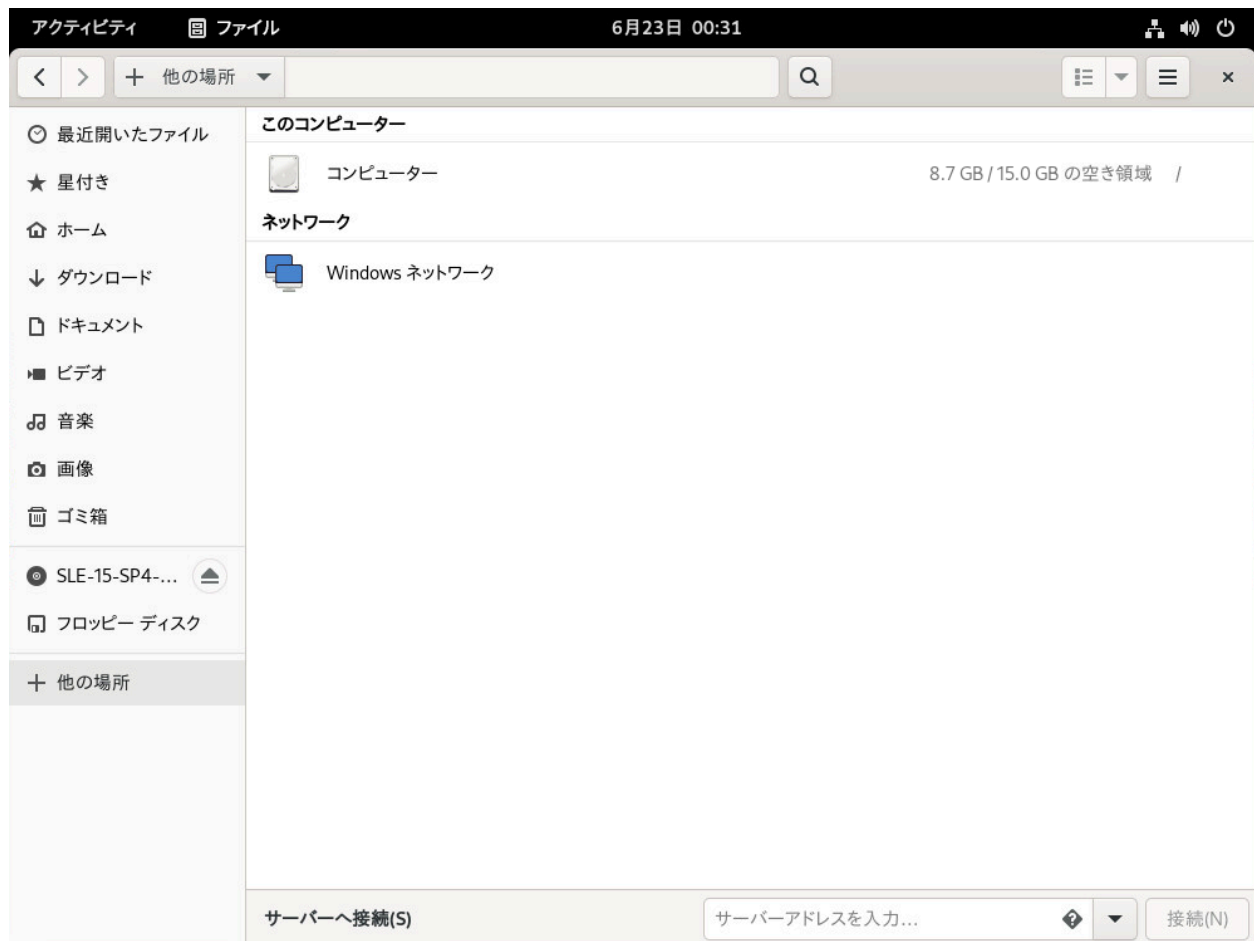 アクティビティ ファイル 6月23日 00:31
他の場所
最近開いたファイル
星付き
ホーム
ダウンロード
ドキュメント
ビデオ
音楽
画像
ゴミ箱
SLE-15-SP4-...
フロッピー ディスク
他の場所
このコンピューター
コンピューター 8.7 GB / 15.0 GB の空き領域 /
ネットワーク
Windows ネットワーク
サーバーへ接続(S) サーバーアドレスを入力... 接続(N)